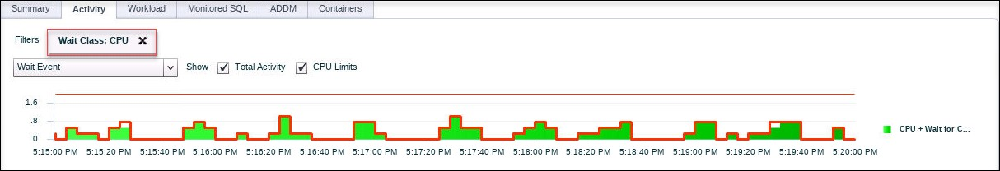 Summary Activity Workload Monitored SQL ADDM Containers
Filters Wait Class: CPU
Wait Event Show Total Activity CPU Limits
1.6
.8
0
CPU + Wait for C...
5:15:00 PM 5:15:20 PM 5:15:40 PM 5:16:00 PM 5:16:20 PM 5:16:40 PM 5:17:00 PM 5:17:20 PM 5:17:40 PM 5:18:00 PM 5:18:20 PM 5:18:40 PM 5:19:00 PM 5:19:20 PM 5:19:40 PM 5:20:00 PM